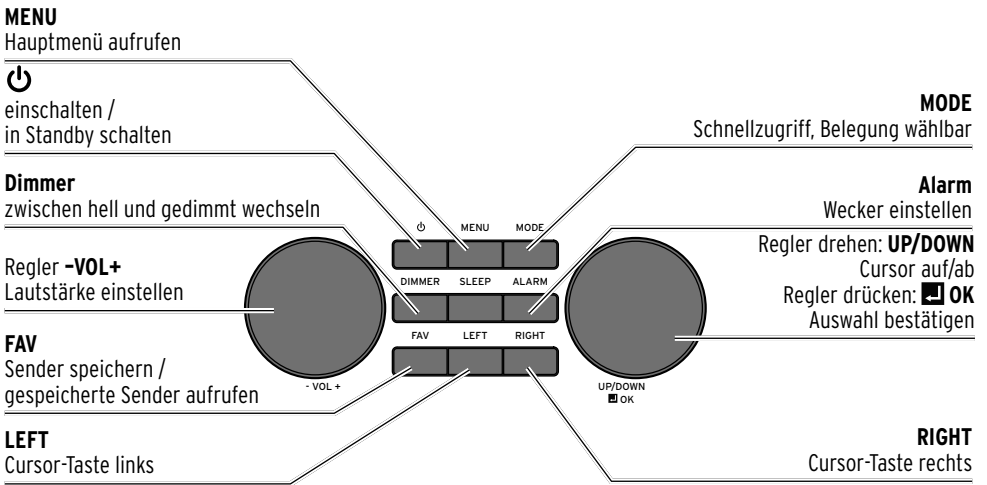 MENU
Hauptmenü aufrufen
⏻
einschalten /
in Standby schalten
Dimmer
zwischen hell und gedimmt wechseln
Regler –VOL+
Lautstärke einstellen
FAV
Sender speichern /
gespeicherte Sender aufrufen
LEFT
Cursor-Taste links
⏻ MENU MODE
DIMMER SLEEP ALARM
FAV LEFT RIGHT
- VOL +
UP/DOWN
↵ OK
MODE
Schnellzugriff, Belegung wählbar
Alarm
Wecker einstellen
Regler drehen: UP/DOWN
Cursor auf/ab
Regler drücken: ↵ OK
Auswahl bestätigen
RIGHT
Cursor-Taste rechts